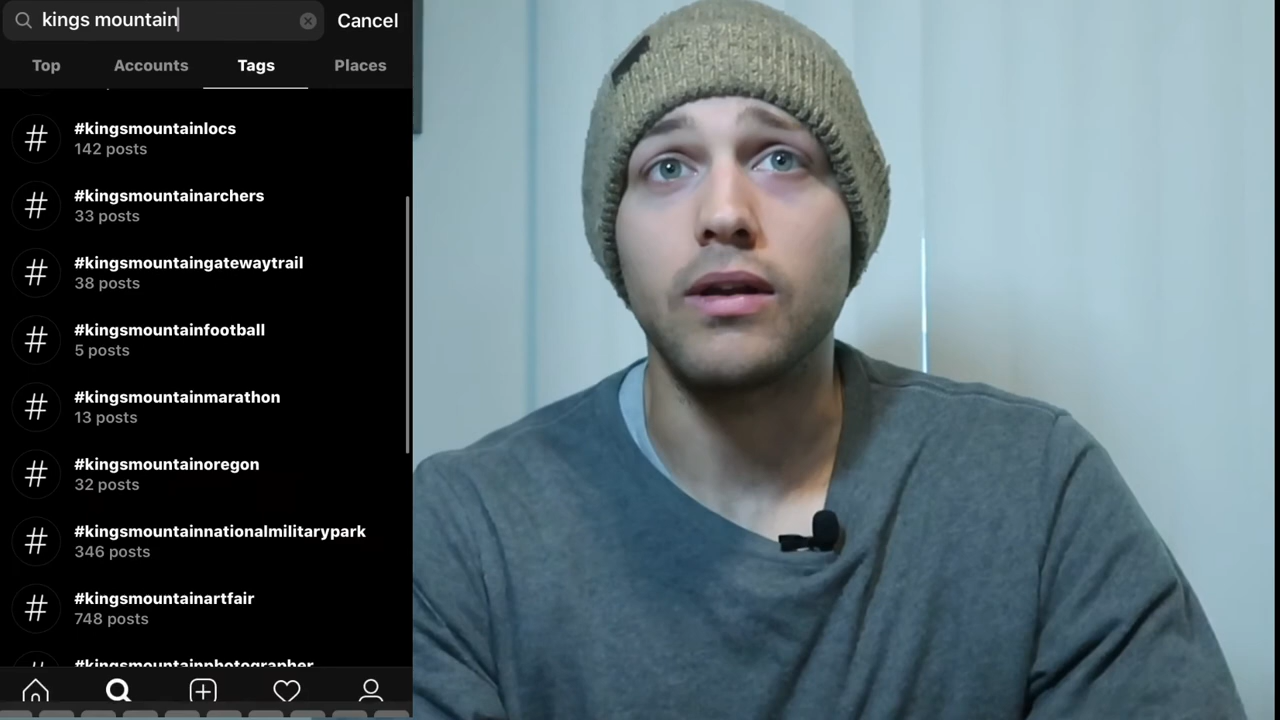 kings mountain
Cancel
Top
Accounts
Tags
Places
#kingsmountainlocs
142 posts
#kingsmountainarchers
33 posts
#kingsmountaingatewaytrail
38 posts
#kingsmountainfootball
5 posts
#kingsmountainmarathon
13 posts
#kingsmountainoregon
32 posts
#kingsmountainnationalmilitarypark
346 posts
#kingsmountainartfair
748 posts
#kingsmountainphotographer